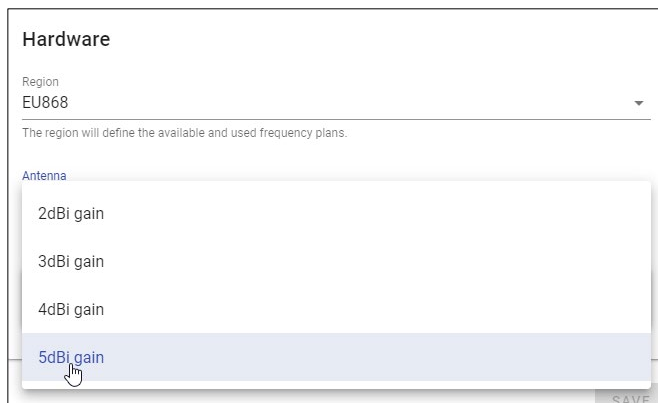 Hardware
Region
EU868
The region will define the available and used frequency plans.
Antenna
2dBi gain
3dBi gain
4dBi gain
5dBi gain
SAVE